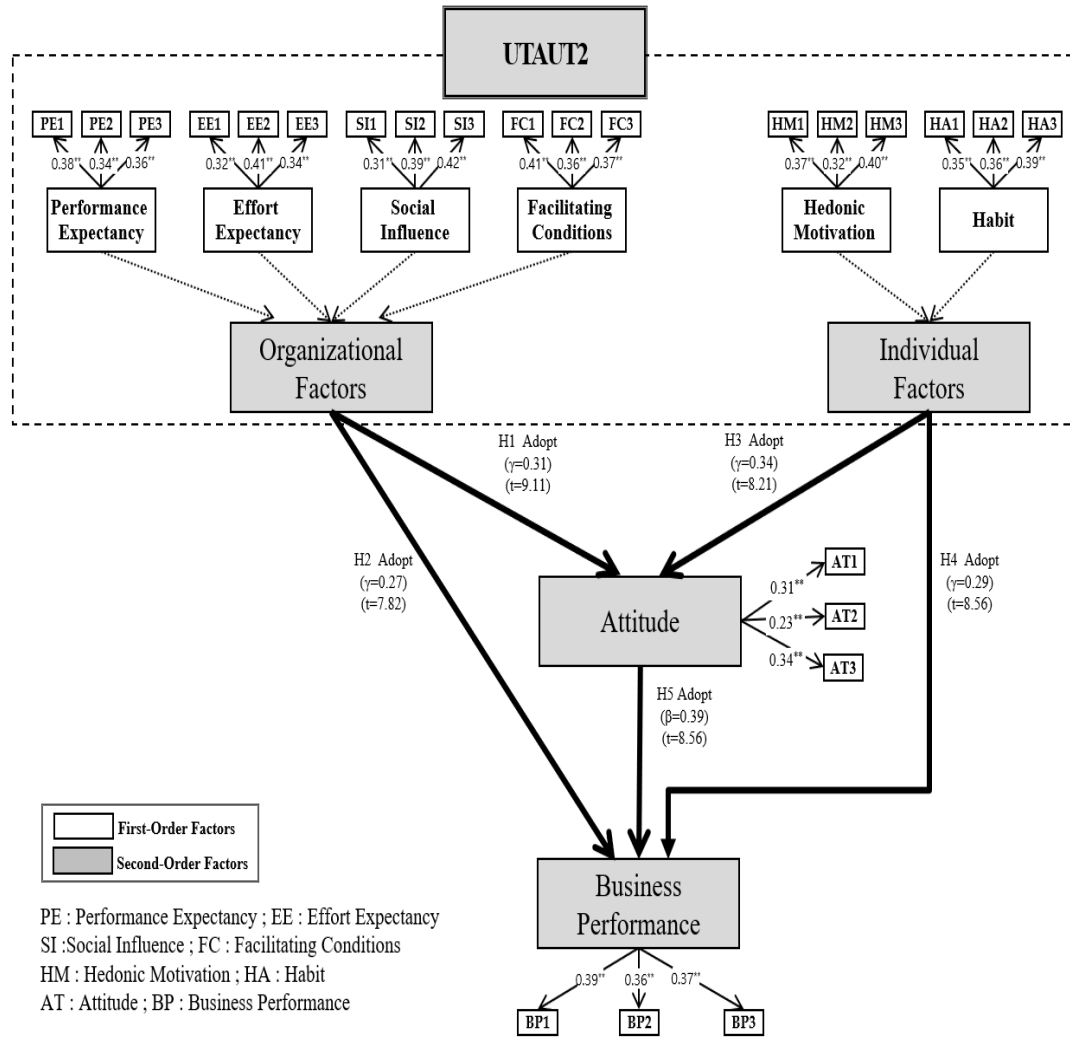 UTAUT2
PE1 PE2 PE3 EE1 EE2 EE3 SI1 SI2 SI3 FC1 FC2 FC3 HM1 HM2 HM3 HA1 HA2 HA3
0.38** 0.34** 0.36** 0.32** 0.41** 0.34** 0.31** 0.39** 0.42** 0.41** 0.36** 0.37** 0.37** 0.32** 0.40** 0.35** 0.36** 0.39**
Performance
Expectancy
Effort
Expectancy
Social
Influence
Facilitating
Conditions
Hedonic
Motivation
Habit
Organizational
Factors
Individual
Factors
H1 Adopt
(γ=0.31)
(t=9.11)
H3 Adopt
(γ=0.34)
(t=8.21)
H2 Adopt
(γ=0.27)
(t=7.82)
H4 Adopt
(γ=0.29)
(t=8.56)
Attitude
0.31** AT1
0.23** AT2
0.34** AT3
H5 Adopt
(β=0.39)
(t=8.56)
First-Order Factors
Second-Order Factors
Business
Performance
PE : Performance Expectancy ; EE : Effort Expectancy
SI :Social Influence ; FC : Facilitating Conditions
HM : Hedonic Motivation ; HA : Habit
AT : Attitude ; BP : Business Performance
0.39** 0.36** 0.37**
BP1 BP2 BP3